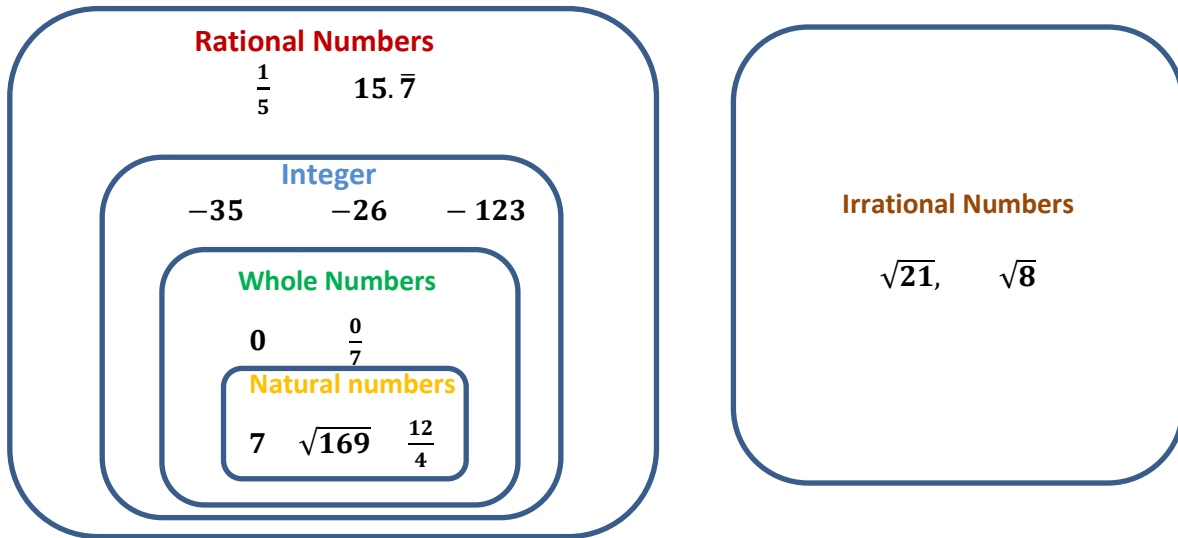 Rational Numbers
1/5 15.7̅
Integer
−35 −26 − 123
Whole Numbers
0 0/7
Natural numbers
7 √169 12/4
Irrational Numbers
√21, √8